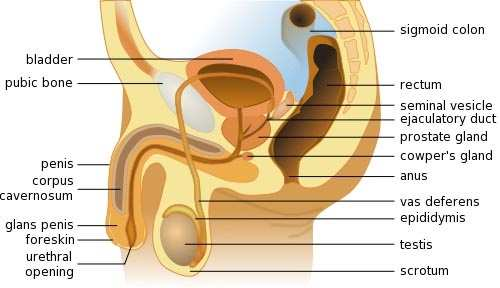 bladder
pubic bone
penis
corpus
cavernosum
glans penis
foreskin
urethral
opening
sigmoid colon
rectum
seminal vesicle
ejaculatory duct
prostate gland
cowper's gland
anus
vas deferens
epididymis
testis
scrotum